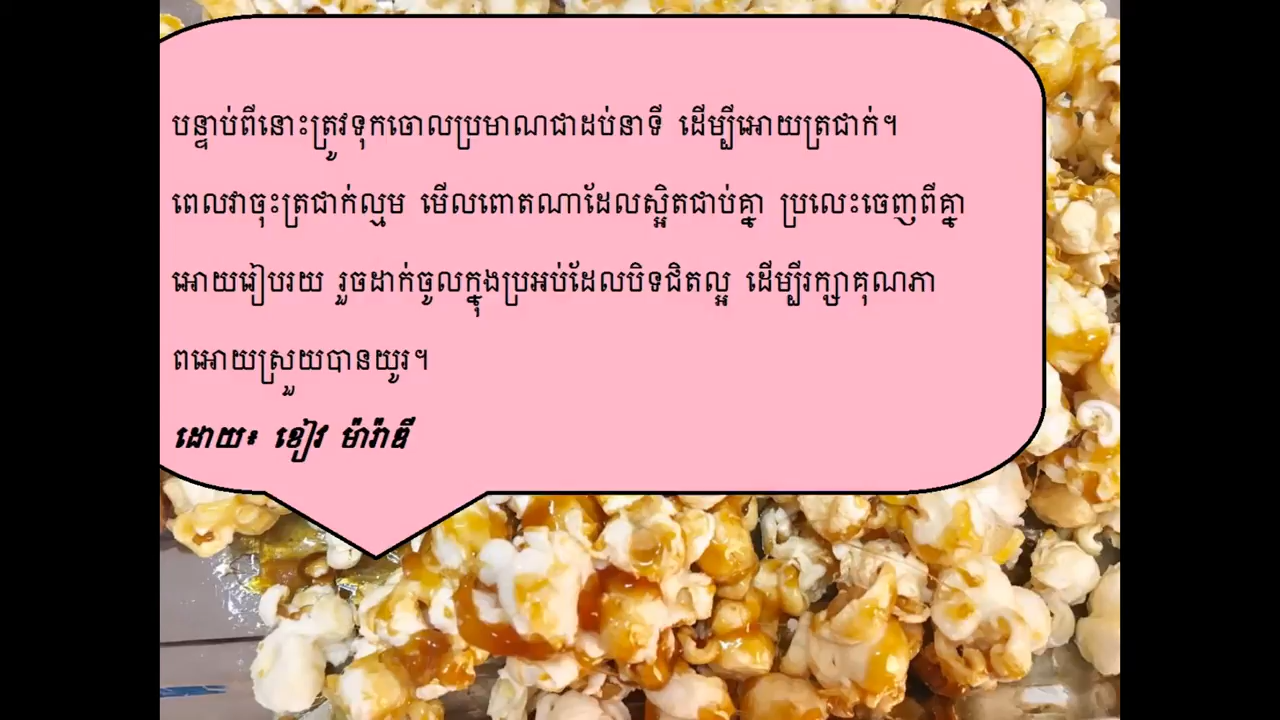 បន្ទាប់ពីនោះត្រូវទុកចោលប្រមាណជាដប់នាទី ដើម្បីអោយត្រជាក់។
ពេលវាចុះត្រជាក់ល្មម មើលពោតណាដែលស្អិតជាប់គ្នា ប្រលេះចេញពីគ្នា
អោយរៀបរយ រួចដាក់ចូលក្នុងប្រអប់ដែលបិទជិតល្អ ដើម្បីរក្សាគុណភា
ពអោយស្រួយបានយូរ។
ដោយ៖ ខៀវ ម៉ារ៉ាឌី